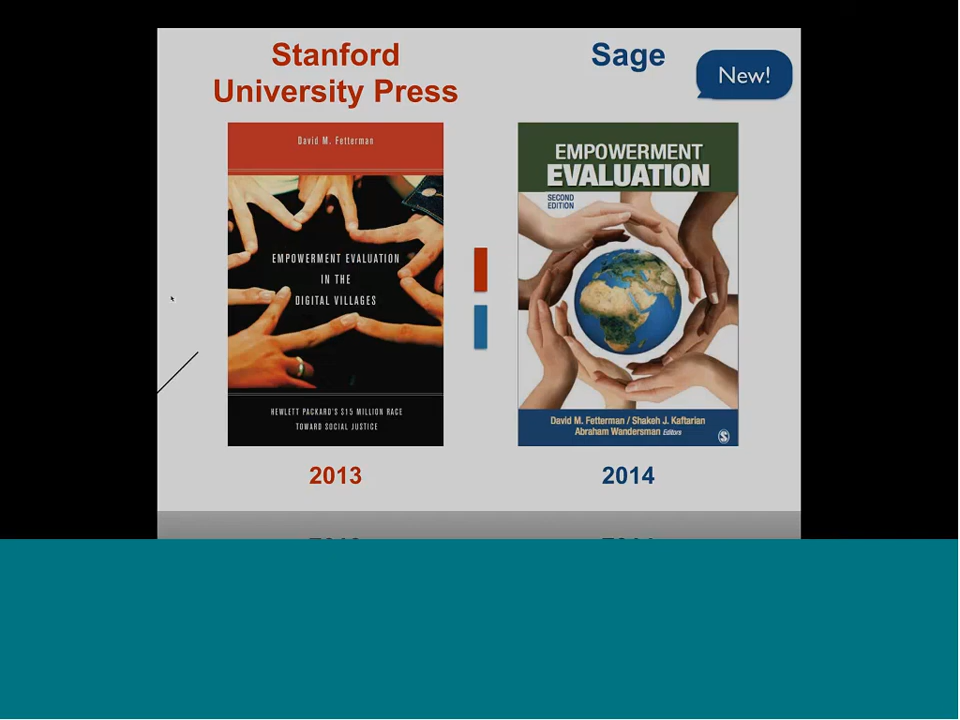 Stanford
University Press
David M. Fetterman
EMPOWERMENT EVALUATION
IN THE
DIGITAL VILLAGES
HEWLETT PACKARD'S $15 MILLION RACE
TOWARD SOCIAL JUSTICE
2013
Sage
New!
EMPOWERMENT
EVALUATION
SECOND
EDITION
David M. Fetterman / Shakeh J. Kaftarian
Abraham Wandersman Editors
2014